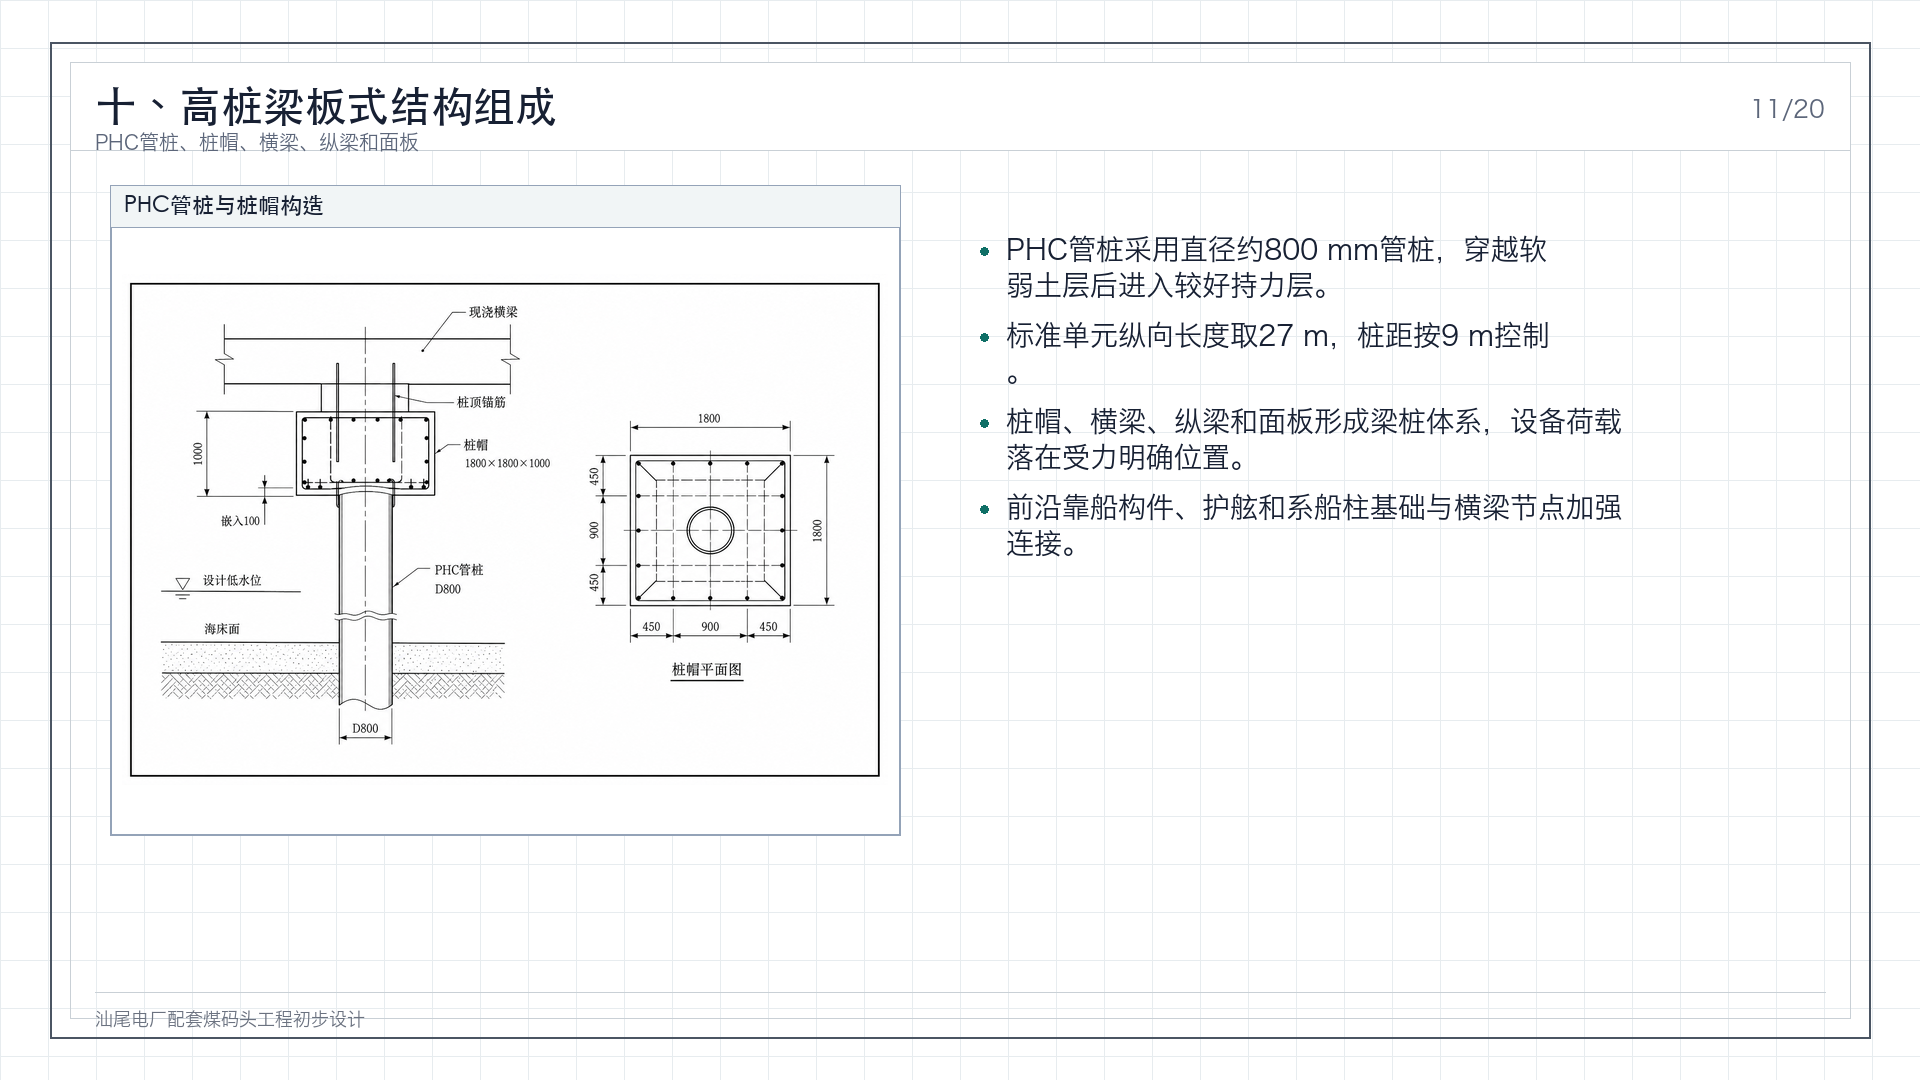 十、高桩梁板式结构组成
11/20
PHC管桩、桩帽、横梁、纵梁和面板
PHC管桩与桩帽构造
现浇横梁
桩顶锚筋
桩帽
1800×1800×1000
1000
嵌入100
PHC管桩
D800
设计低水位
海床面
D800
1800
450
900
450
1800
450
900
450
桩帽平面图
PHC管桩采用直径约800 mm管桩，穿越软
弱土层后进入较好持力层。
标准单元纵向长度取27 m，桩距按9 m控制
。
桩帽、横梁、纵梁和面板形成梁桩体系，设备荷载
落在受力明确位置。
前沿靠船构件、护舷和系船柱基础与横梁节点加强
连接。
汕尾电厂配套煤码头工程初步设计